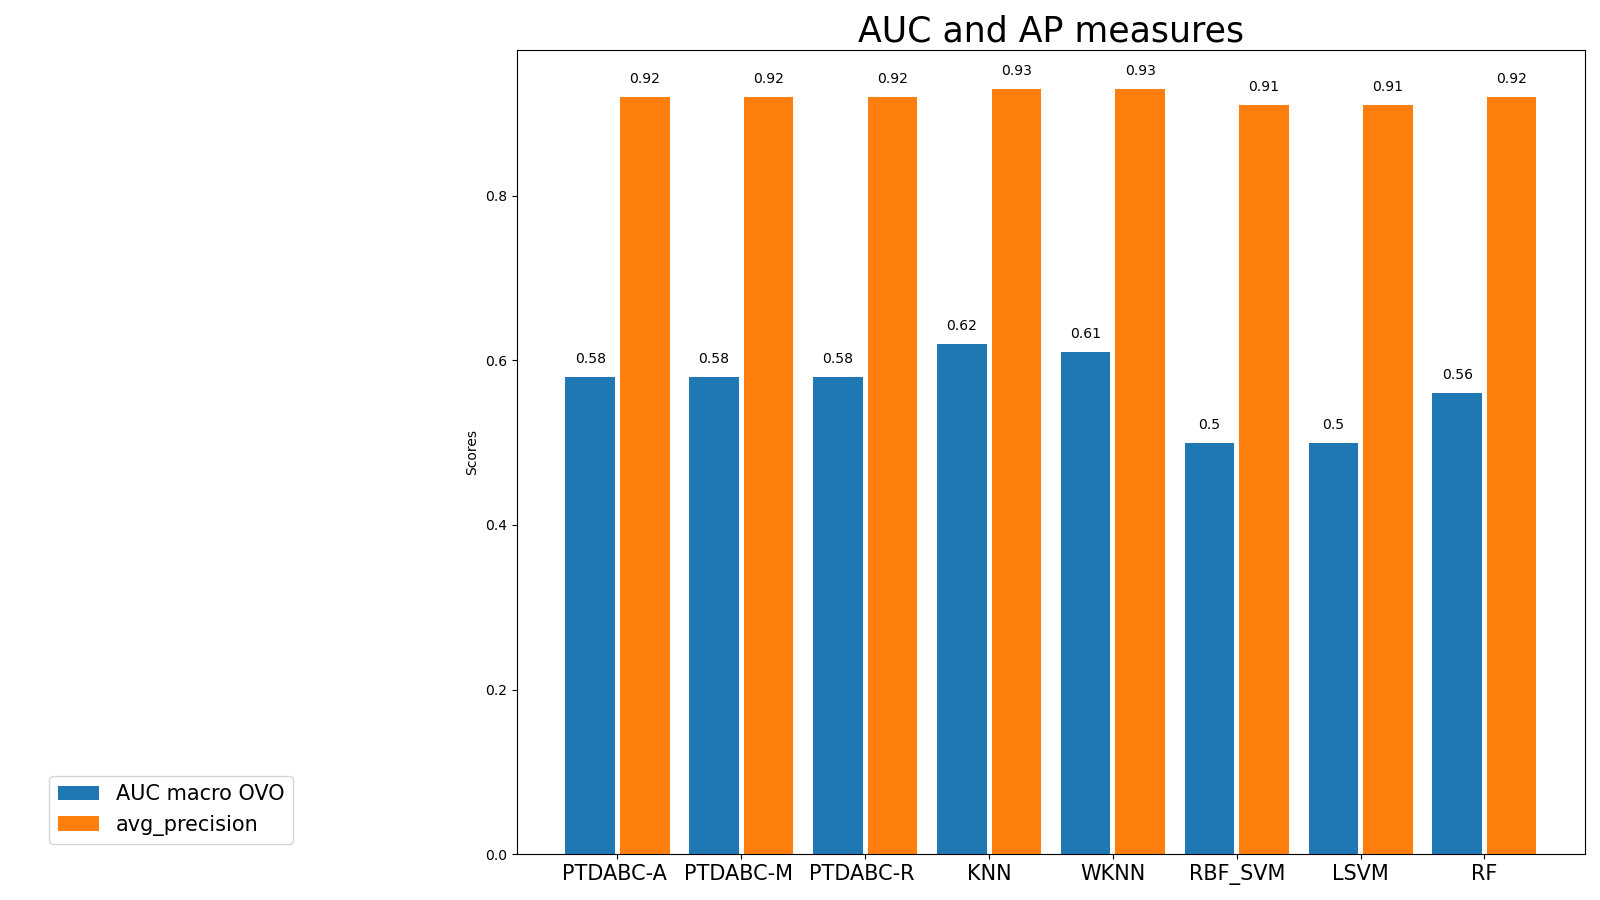 AUC and AP measures
0.92 0.92 0.92 0.93 0.93 0.91 0.91 0.92
0.58 0.58 0.58 0.62 0.61 0.5 0.5 0.56
0.8
0.6
0.4
0.2
0.0
Scores
PTDABC-A PTDABC-M PTDABC-R KNN WKNN RBF_SVM LSVM RF
AUC macro OVO
avg_precision